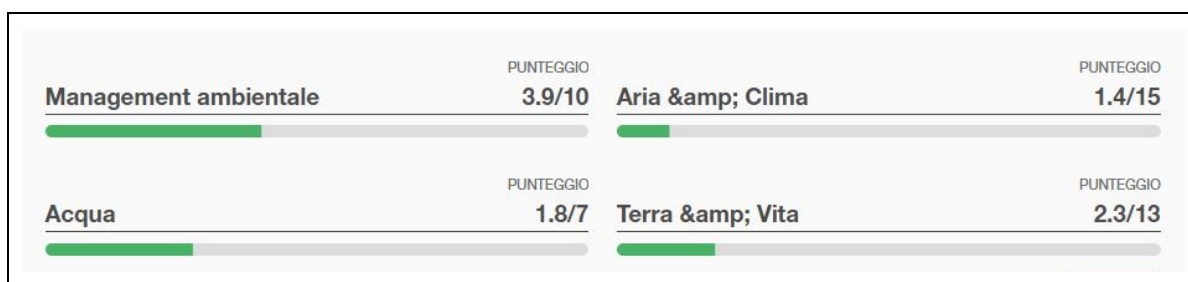 PUNTEGGIO
Management ambientale 3.9/10
PUNTEGGIO
Aria &amp; Clima 1.4/15
PUNTEGGIO
Acqua 1.8/7
PUNTEGGIO
Terra &amp; Vita 2.3/13